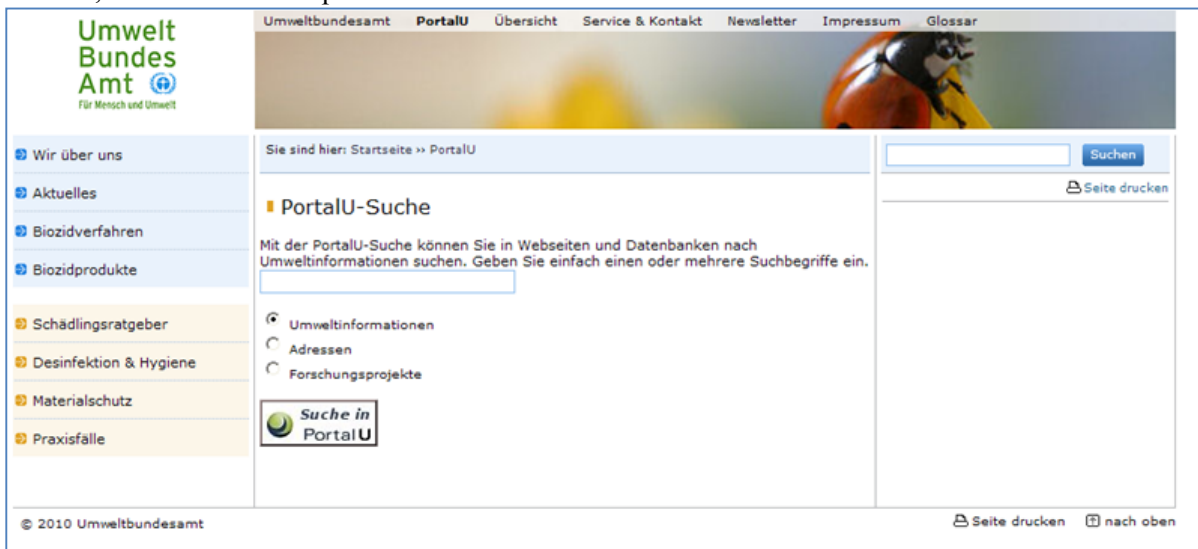 Umwelt
Bundes
Amt
Für Mensch und Umwelt
Umweltbundesamt PortalU Übersicht Service & Kontakt Newsletter Impressum Glossar
Wir über uns
Aktuelles
Biozidverfahren
Biozidprodukte
Schädlingsratgeber
Desinfektion & Hygiene
Materialschutz
Praxisfälle
Sie sind hier: Startseite ›› PortalU
PortalU-Suche
Mit der PortalU-Suche können Sie in Webseiten und Datenbanken nach
Umweltinformationen suchen. Geben Sie einfach einen oder mehrere Suchbegriffe ein.
Umweltinformationen
Adressen
Forschungsprojekte
Suche in
PortalU
Suchen
Seite drucken
© 2010 Umweltbundesamt
Seite drucken nach oben